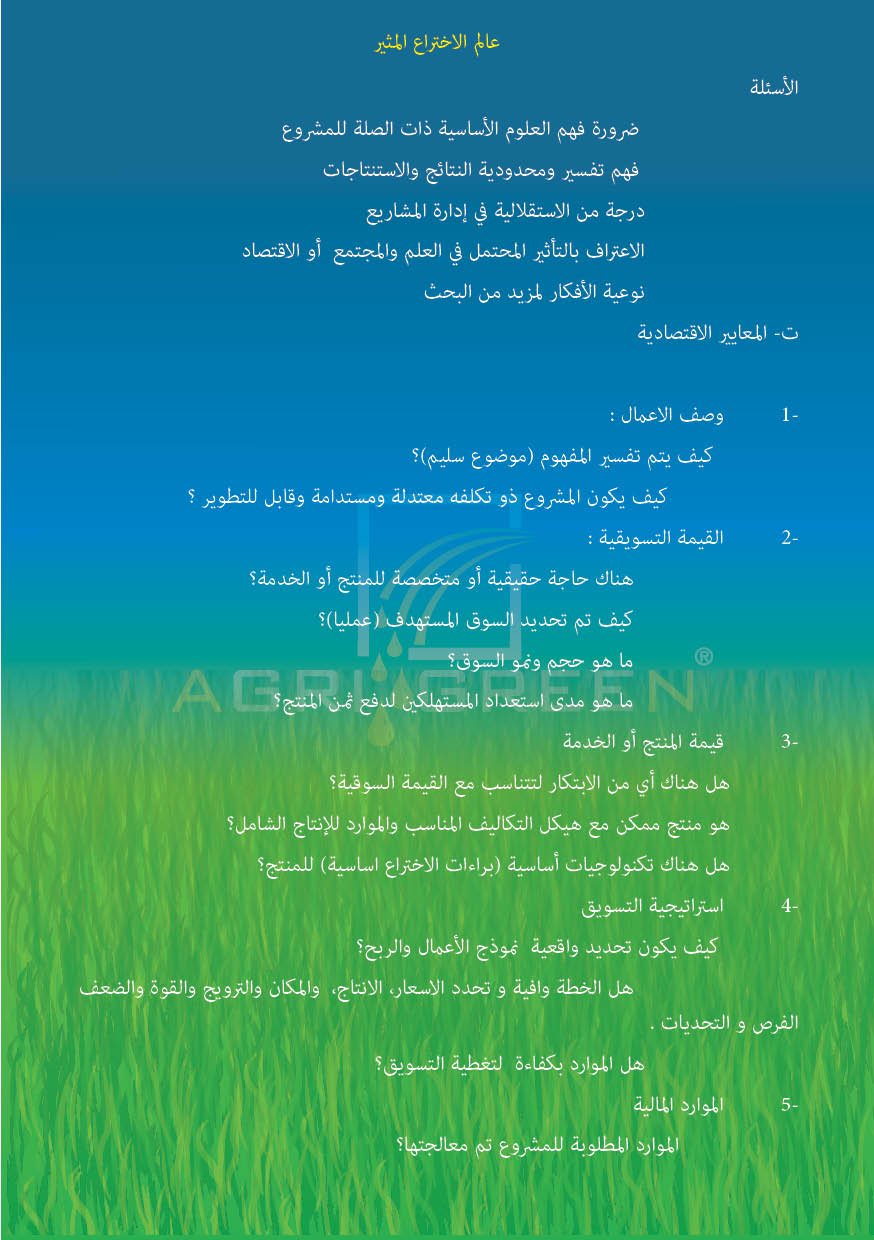 عالم الاختراع المثير
الأسئلة
ضرورة فهم العلوم الأساسية ذات الصلة للمشروع
فهم تفسير ومحدودية النتائج والاستنتاجات
درجة من الاستقلالية في إدارة المشاريع
الاعتراف بالتأثير المحتمل في العلم والمجتمع أو الاقتصاد
نوعية الأفكار لمزيد من البحث
ت- المعايير الاقتصادية
1- وصف الاعمال :
كيف يتم تفسير المفهوم (موضوع سليم)؟
كيف يكون المشروع ذو تكلفه معتدلة ومستدامة وقابل للتطوير ؟
2- القيمة التسويقية :
هناك حاجة حقيقية أو متخصصة للمنتج أو الخدمة؟
كيف تم تحديد السوق المستهدف (عمليا)؟
ما هو حجم ونمو السوق؟
AGRI GREEN®
ما هو مدى استعداد المستهلكين لدفع ثمن المنتج؟
3- قيمة المنتج أو الخدمة
هل هناك أي من الابتكار لتتناسب مع القيمة السوقية؟
هو منتج ممكن مع هيكل التكاليف المناسب والموارد للإنتاج الشامل؟
هل هناك تكنولوجيات أساسية (براءات الاختراع اساسية) للمنتج؟
4- استراتيجية التسويق
كيف يكون تحديد واقعية نموذج الأعمال والربح؟
هل الخطة وافية و تحدد الاسعار، الانتاج، والمكان والترويج والقوة والضعف
الفرص و التحديات .
هل الموارد بكفاءة لتغطية التسويق؟
5- الموارد المالية
الموارد المطلوبة للمشروع تم معالجتها؟